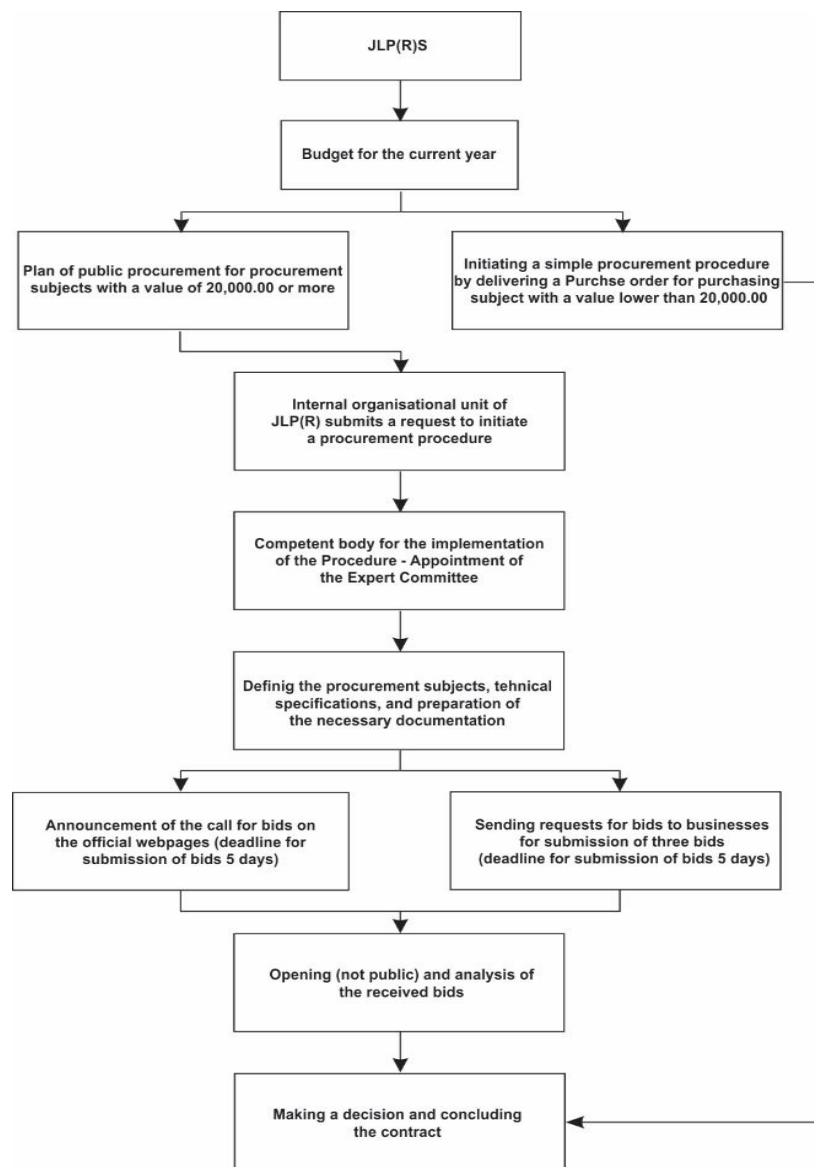 JLP(R)S
Budget for the current year
Plan of public procurement for procurement
subjects with a value of 20,000.00 or more
Initiating a simple procurement procedure
by delivering a Purchse order for purchasing
subject with a value lower than 20,000.00
Internal organisational unit of
JLP(R) submits a request to initiate
a procurement procedure
Competent body for the implementation
of the Procedure - Appointment of
the Expert Committee
Definig the procurement subjects, tehnical
specifications, and preparation of
the necessary documentation
Announcement of the call for bids on
the official webpages (deadline for
submission of bids 5 days)
Sending requests for bids to businesses
for submission of three bids
(deadline for submission of bids 5 days)
Opening (not public) and analysis of
the received bids
Making a decision and concluding
the contract